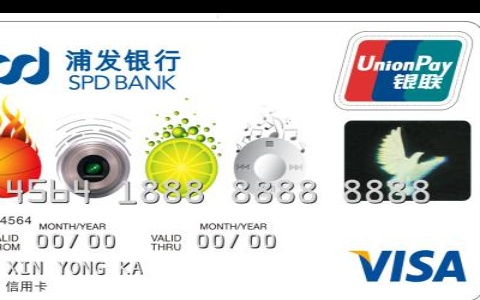 浦发银行
SPD BANK
UnionPay
银联
4564 1888 8888 8888
4564
MONTH/YEAR MONTH/YEAR
VALID FROM 00/00 VALID THRU 00/00
XIN YONG KA
信用卡
VISA